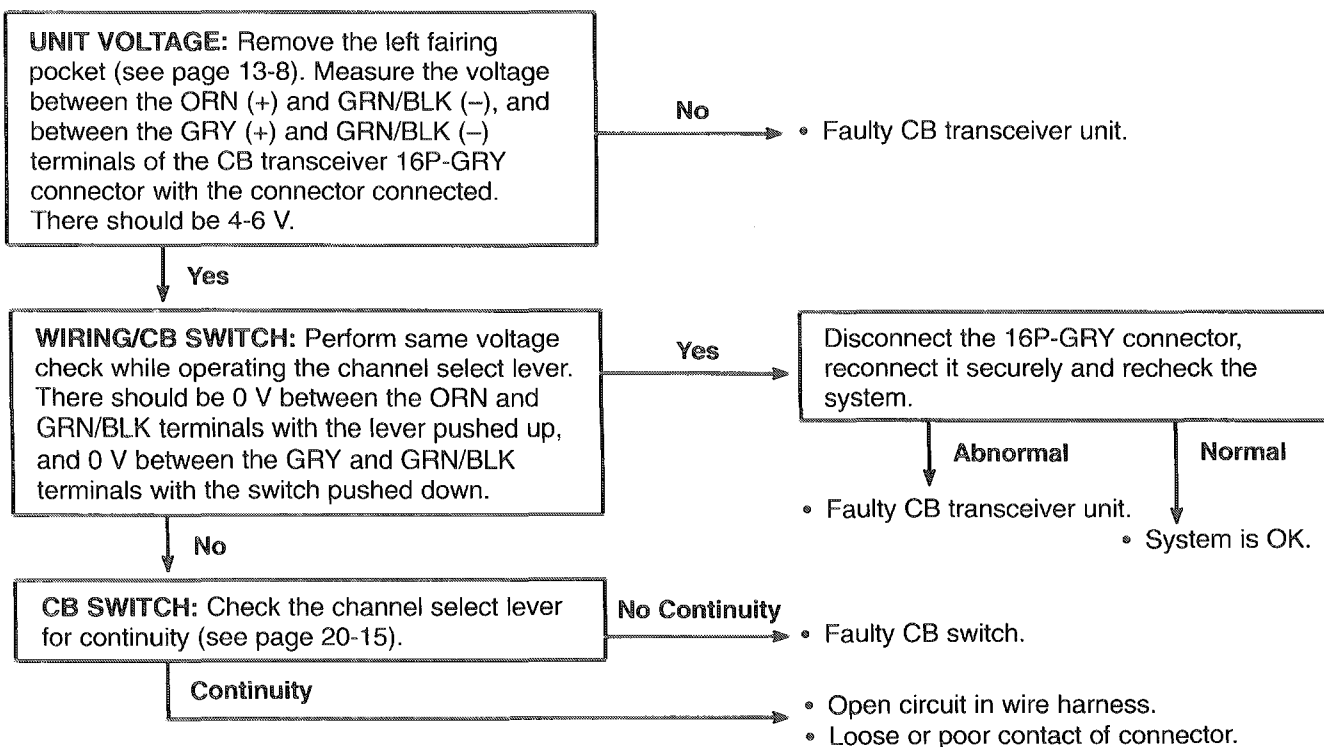 UNIT VOLTAGE: Remove the left fairing
pocket (see page 13-8). Measure the voltage
between the ORN (+) and GRN/BLK (–), and
between the GRY (+) and GRN/BLK (–)
terminals of the CB transceiver 16P-GRY
connector with the connector connected.
There should be 4-6 V.
No
• Faulty CB transceiver unit.
Yes
WIRING/CB SWITCH: Perform same voltage
check while operating the channel select lever.
There should be 0 V between the ORN and
GRN/BLK terminals with the lever pushed up,
and 0 V between the GRY and GRN/BLK
terminals with the switch pushed down.
Yes
Disconnect the 16P-GRY connector,
reconnect it securely and recheck the
system.
Abnormal
Normal
• Faulty CB transceiver unit.
• System is OK.
No
CB SWITCH: Check the channel select lever
for continuity (see page 20-15).
No Continuity
• Faulty CB switch.
Continuity
• Open circuit in wire harness.
• Loose or poor contact of connector.